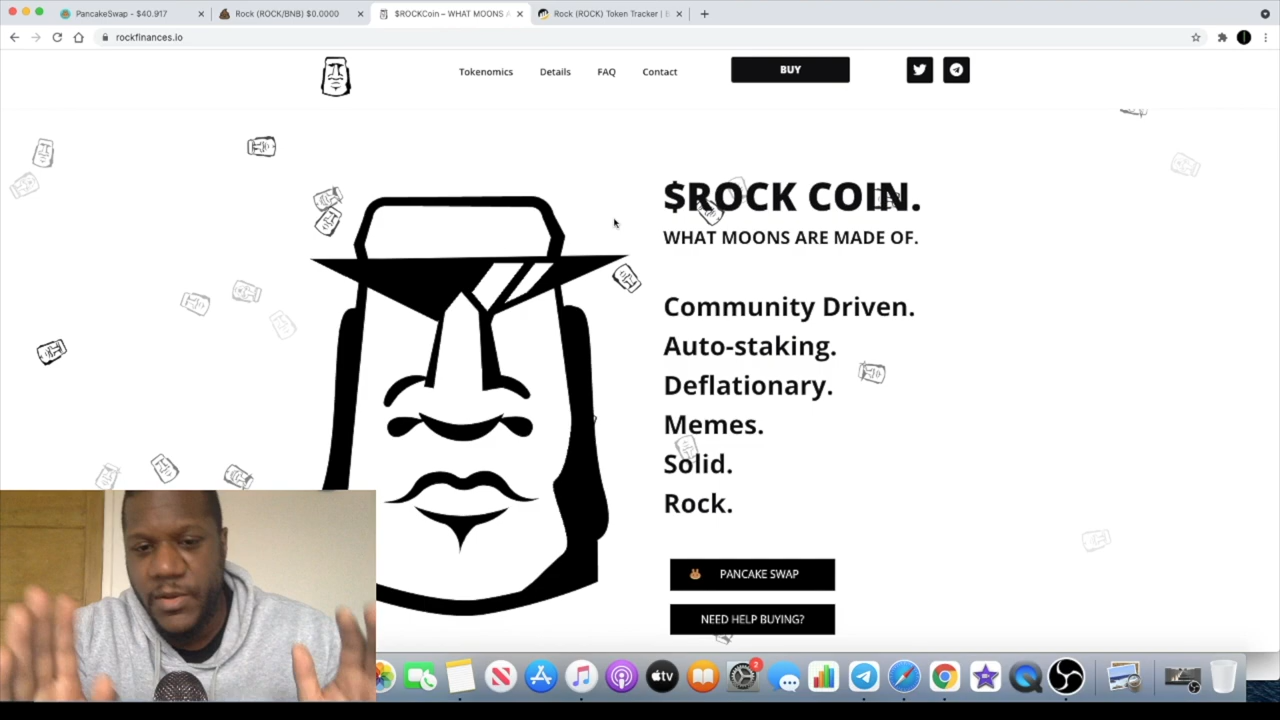 PancakeSwap - $40.917
Rock (ROCK/BNB) $0.0000
$ROCKCoin – WHAT MOONS A
Rock (ROCK) Token Tracker | B
rockfinances.io
Tokenomics
Details
FAQ
Contact
BUY
$ROCK COIN.
WHAT MOONS ARE MADE OF.
Community Driven.
Auto-staking.
Deflationary.
Memes.
Solid.
Rock.
PANCAKE SWAP
NEED HELP BUYING?
tv